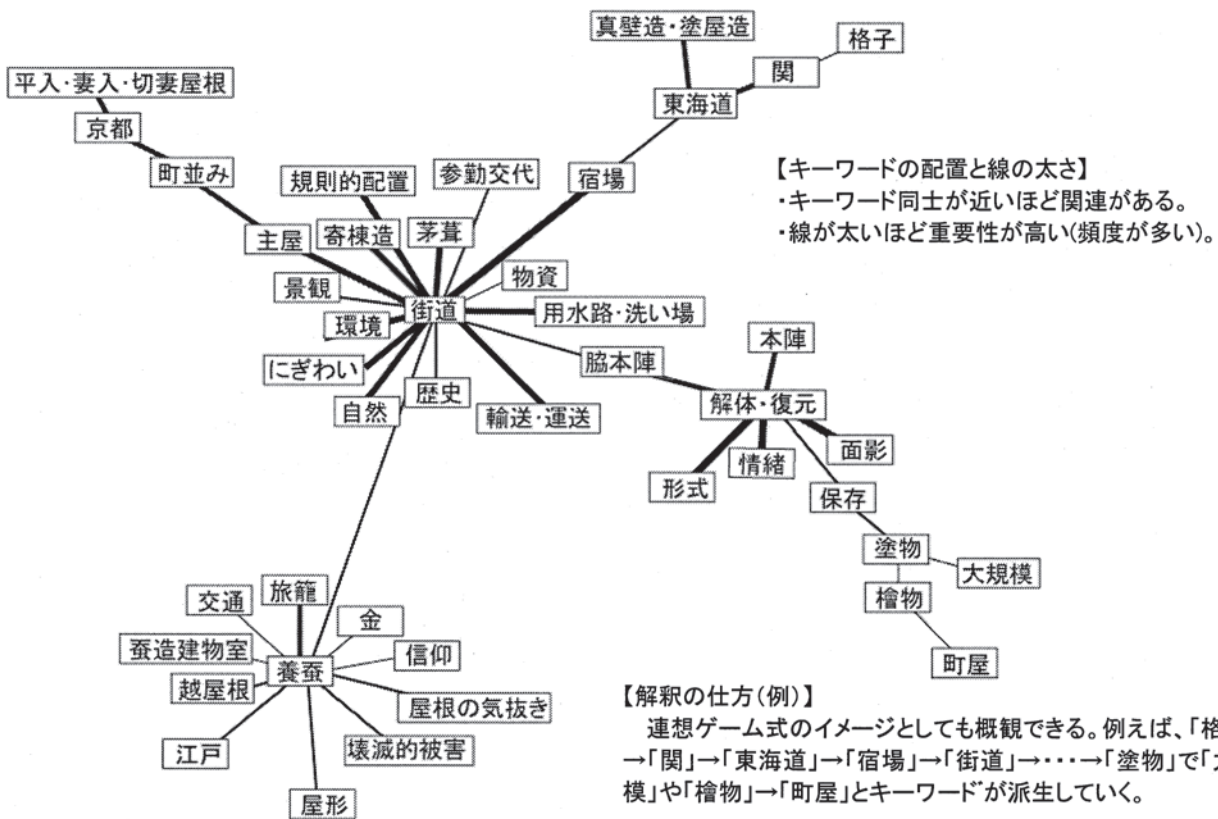 真壁造・塗屋造
格子
関
平入・妻入・切妻屋根
東海道
京都
町並み
規則的配置
参勤交代
宿場
【キーワードの配置と線の太さ】
・キーワード同士が近いほど関連がある。
・線が太いほど重要性が高い(頻度が多い)。
主屋
寄棟造
茅葺
景観
物資
街道
用水路・洗い場
環境
本陣
にぎわい
脇本陣
歴史
自然
輸送・運送
解体・復元
面影
情緒
形式
保存
塗物
大規模
檜物
町屋
旅籠
交通
金
蚕造建物室
信仰
養蚕
越屋根
屋根の気抜き
江戸
壊滅的被害
屋形
【解釈の仕方(例)】
連想ゲーム式のイメージとしても概観できる。例えば、「格
→「関」→「東海道」→「宿場」→「街道」→・・・→「塗物」で「
模」や「檜物」→「町屋」とキーワードが派生していく。